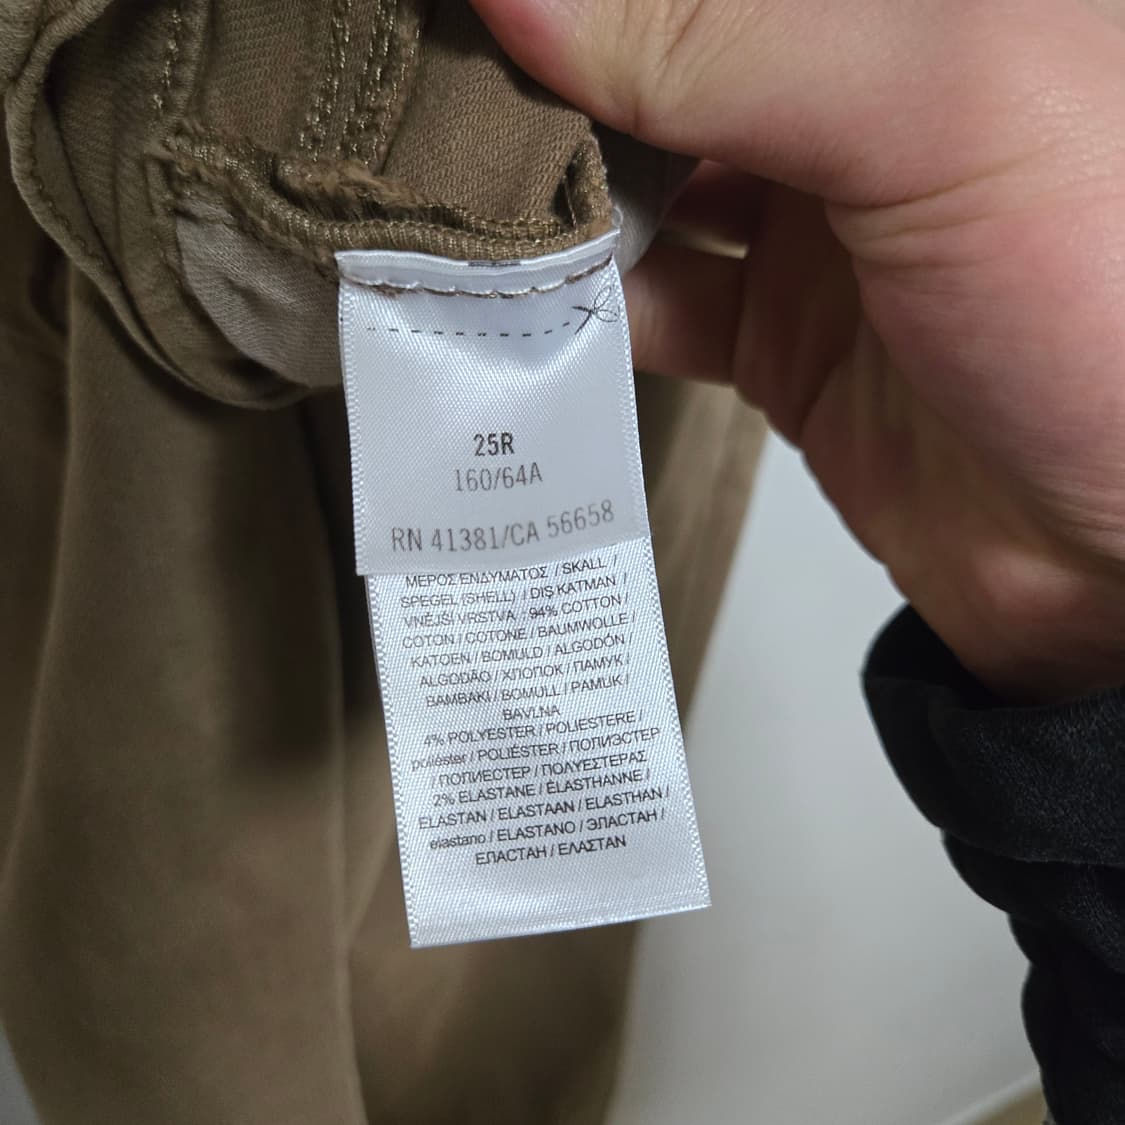 25R
160/64A
RN 41381/CA 56658
ΜΕΡΟΣ ΕΝΔΥΜΑΤΟΣ / SKALL /
SPEGEL (SHELL) / DIŞ KATMAN /
VNĚJŠÍ VRSTVA : 94% COTTON /
COTON / COTONE / BAUMWOLLE /
KATOEN / BOMULD / ALGODÓN /
ALGODÃO / ХЛОПОК / ПАМУК /
ΒΑΜΒΑΚΙ / BOMULL / PAMUK /
BAVLNA
4% POLYESTER / POLIESTERE /
poliéster / POLIÉSTER / ПОЛИЭСТЕР
/ ПОЛИЕСТЕР / ΠΟΛΥΕΣΤΕΡΑΣ
2% ELASTANE / ÉLASTHANNE /
ELASTAN / ELASTAAN / ELASTHAN /
elastano / ELASTANO / ЭЛАСТАН /
ЕЛАСТАН / ΕΛΑΣΤΑΝ